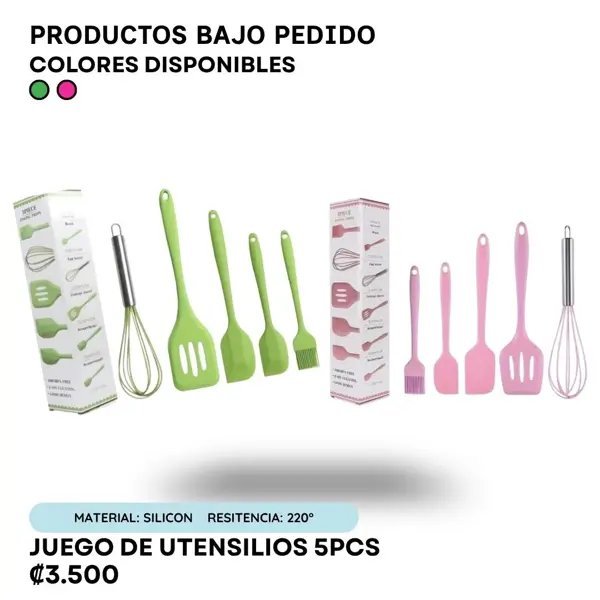 PRODUCTOS BAJO PEDIDO
COLORES DISPONIBLES
MATERIAL: SILICON RESITENCIA: 220°
JUEGO DE UTENSILIOS 5PCS
₡3.500